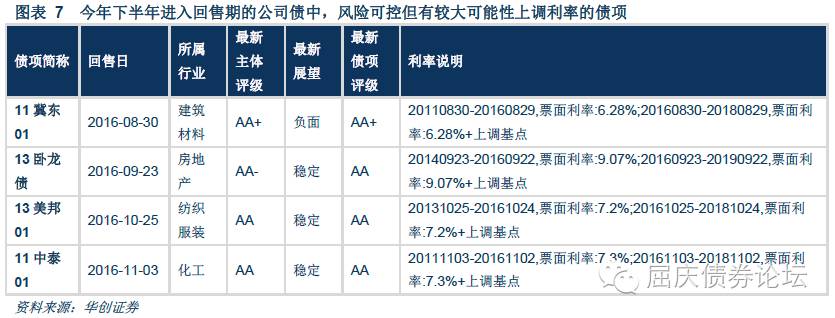 图表 7 今年下半年进入回售期的公司债中，风险可控但有较大可能性上调利率的债项
债项简称 回售日 所属行业 最新主体评级 最新展望 最新债项评级 利率说明
11 冀东01 2016-08-30 建筑材料 AA+ 负面 AA+ 20110830-20160829,票面利率:6.28%;20160830-20180829,票面利率:6.28%+上调基点
13 卧龙债 2016-09-23 房地产 AA- 稳定 AA 20140923-20160922,票面利率:9.07%;20160923-20190922,票面利率:9.07%+上调基点
13 美邦01 2016-10-25 纺织服装 AA 稳定 AA 20131025-20161024,票面利率:7.2%;20161025-20181024,票面利率:7.2%+上调基点
11 中泰01 2016-11-03 化工 AA 稳定 AA 20111103-20161102,票面利率:7.3%;20161103-20181102,票面利率:7.3%+上调基点
资料来源：华创证券
屈庆债券论坛